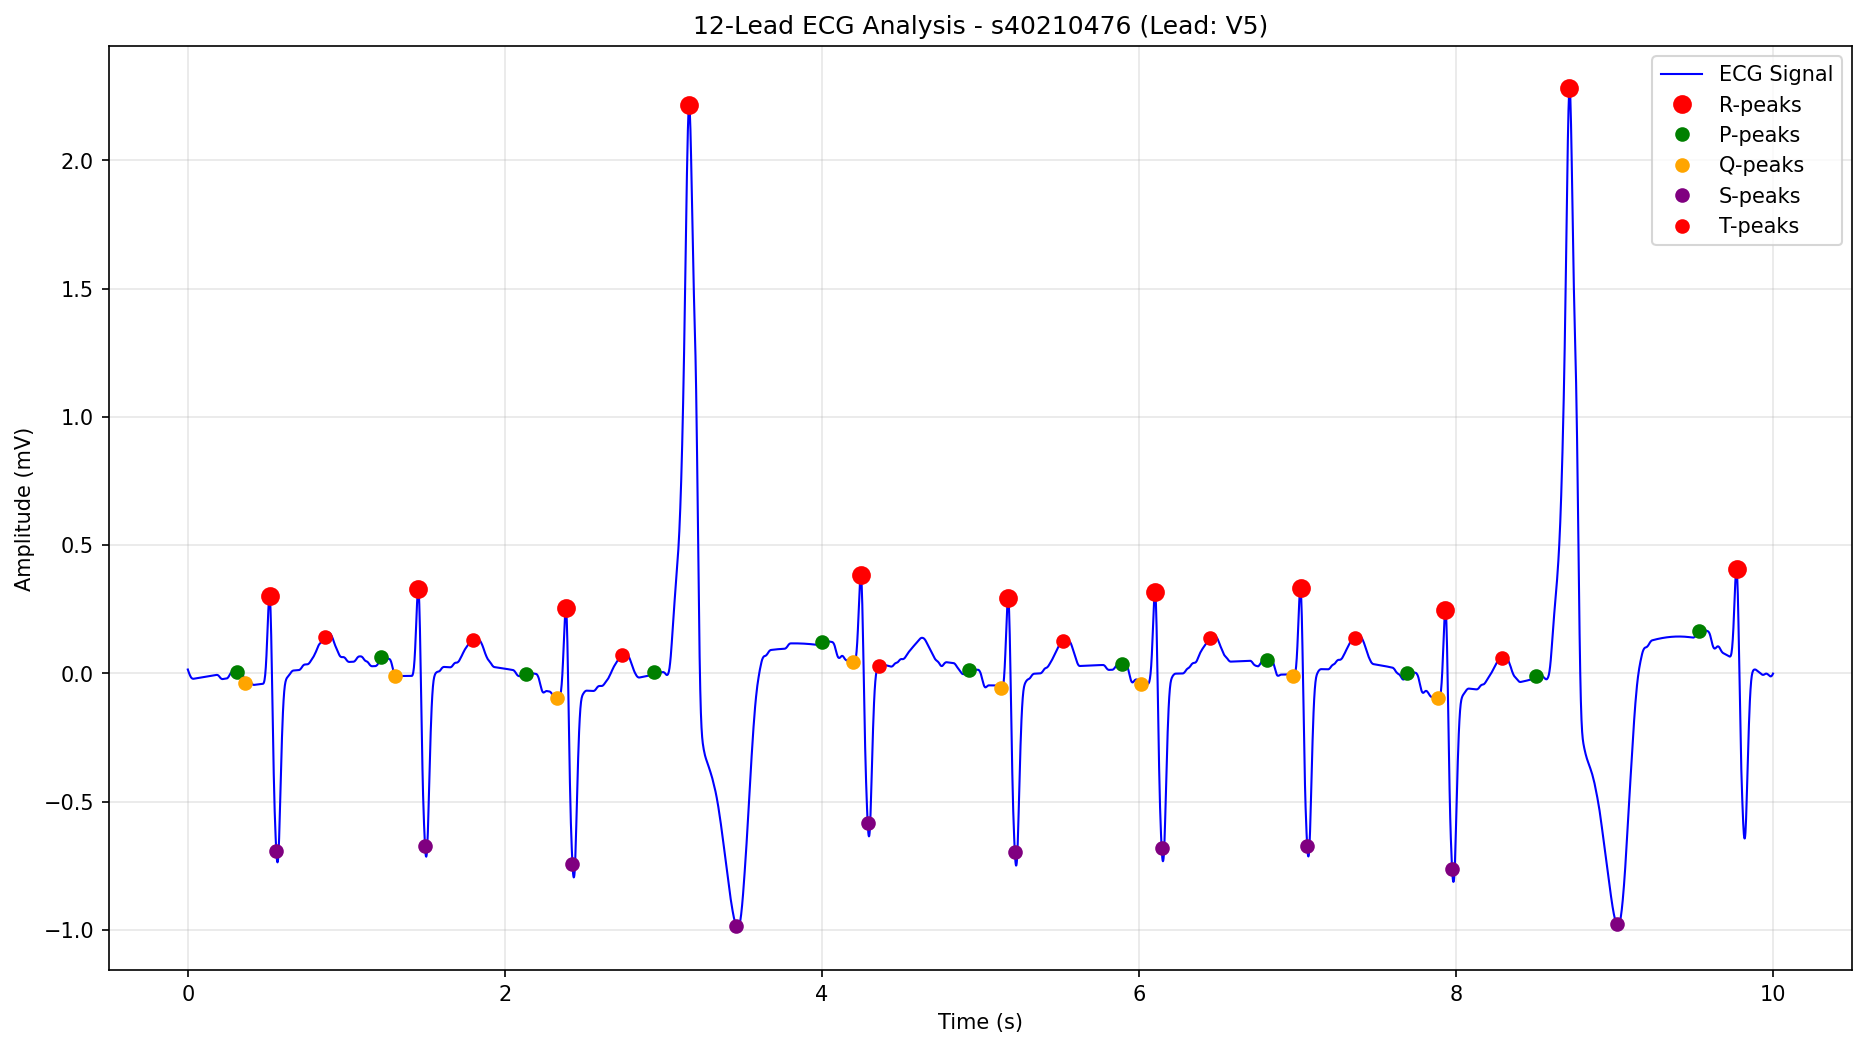 12-Lead ECG Analysis - s40210476 (Lead: V5)
ECG Signal
R-peaks
P-peaks
Q-peaks
S-peaks
T-peaks
Amplitude (mV)
2.0
1.5
1.0
0.5
0.0
−0.5
−1.0
0 2 4 6 8 10
Time (s)